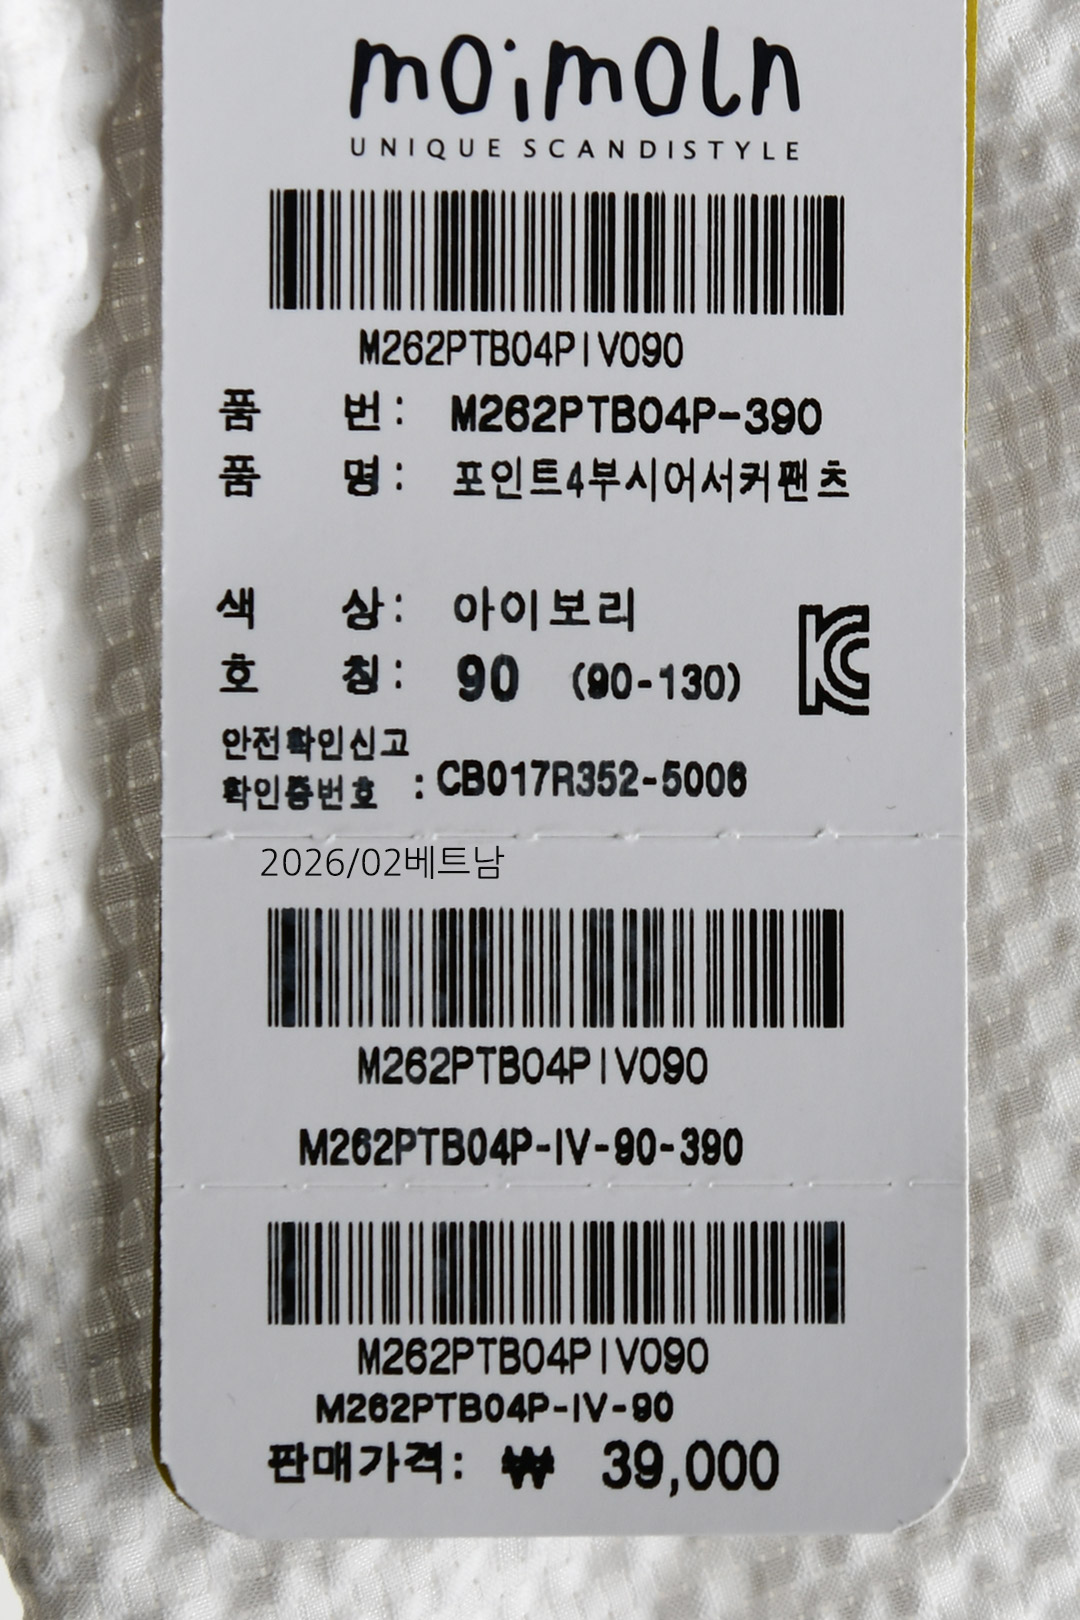 moimoln
UNIQUE SCANDISTYLE
M262PTB04PIV090
품 번: M262PTB04P-390
품 명: 포인트4부시어서커팬츠
색 상: 아이보리
호 칭: 90 (90-130)
안전확인신고
확인증번호 : CB017R352-5006
2026/02베트남
M262PTB04PIV090
M262PTB04P-IV-90-390
M262PTB04PIV090
M262PTB04P-IV-90
판매가격: ₩ 39,000